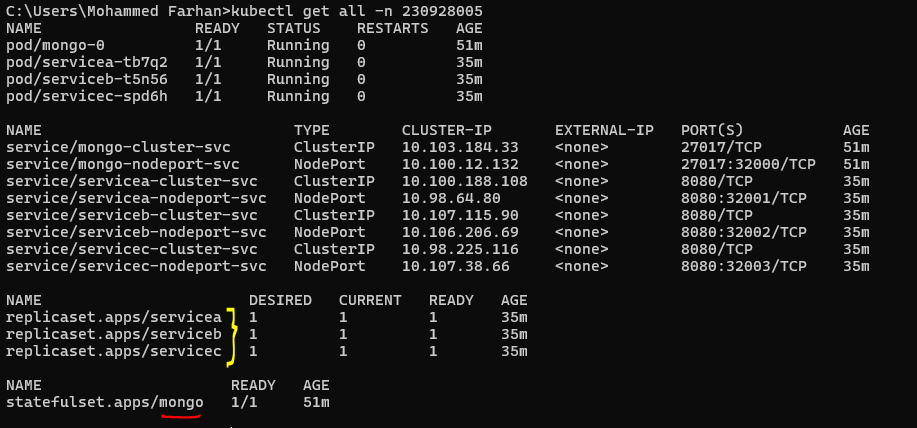 C:\Users\Mohammed Farhan>kubectl get all -n 230928005
NAME READY STATUS RESTARTS AGE
pod/mongo-0 1/1 Running 0 51m
pod/servicea-tb7q2 1/1 Running 0 35m
pod/serviceb-t5n56 1/1 Running 0 35m
pod/servicec-spd6h 1/1 Running 0 35m
NAME TYPE CLUSTER-IP EXTERNAL-IP PORT(S) AGE
service/mongo-cluster-svc ClusterIP 10.103.184.33 <none> 27017/TCP 51m
service/mongo-nodeport-svc NodePort 10.100.12.132 <none> 27017:32000/TCP 51m
service/servicea-cluster-svc ClusterIP 10.100.188.108 <none> 8080/TCP 35m
service/servicea-nodeport-svc NodePort 10.98.64.80 <none> 8080:32001/TCP 35m
service/serviceb-cluster-svc ClusterIP 10.107.115.90 <none> 8080/TCP 35m
service/serviceb-nodeport-svc NodePort 10.106.206.69 <none> 8080:32002/TCP 35m
service/servicec-cluster-svc ClusterIP 10.98.225.116 <none> 8080/TCP 35m
service/servicec-nodeport-svc NodePort 10.107.38.66 <none> 8080:32003/TCP 35m
NAME DESIRED CURRENT READY AGE
replicaset.apps/servicea 1 1 1 35m
replicaset.apps/serviceb 1 1 1 35m
replicaset.apps/servicec 1 1 1 35m
NAME READY AGE
statefulset.apps/mongo 1/1 51m